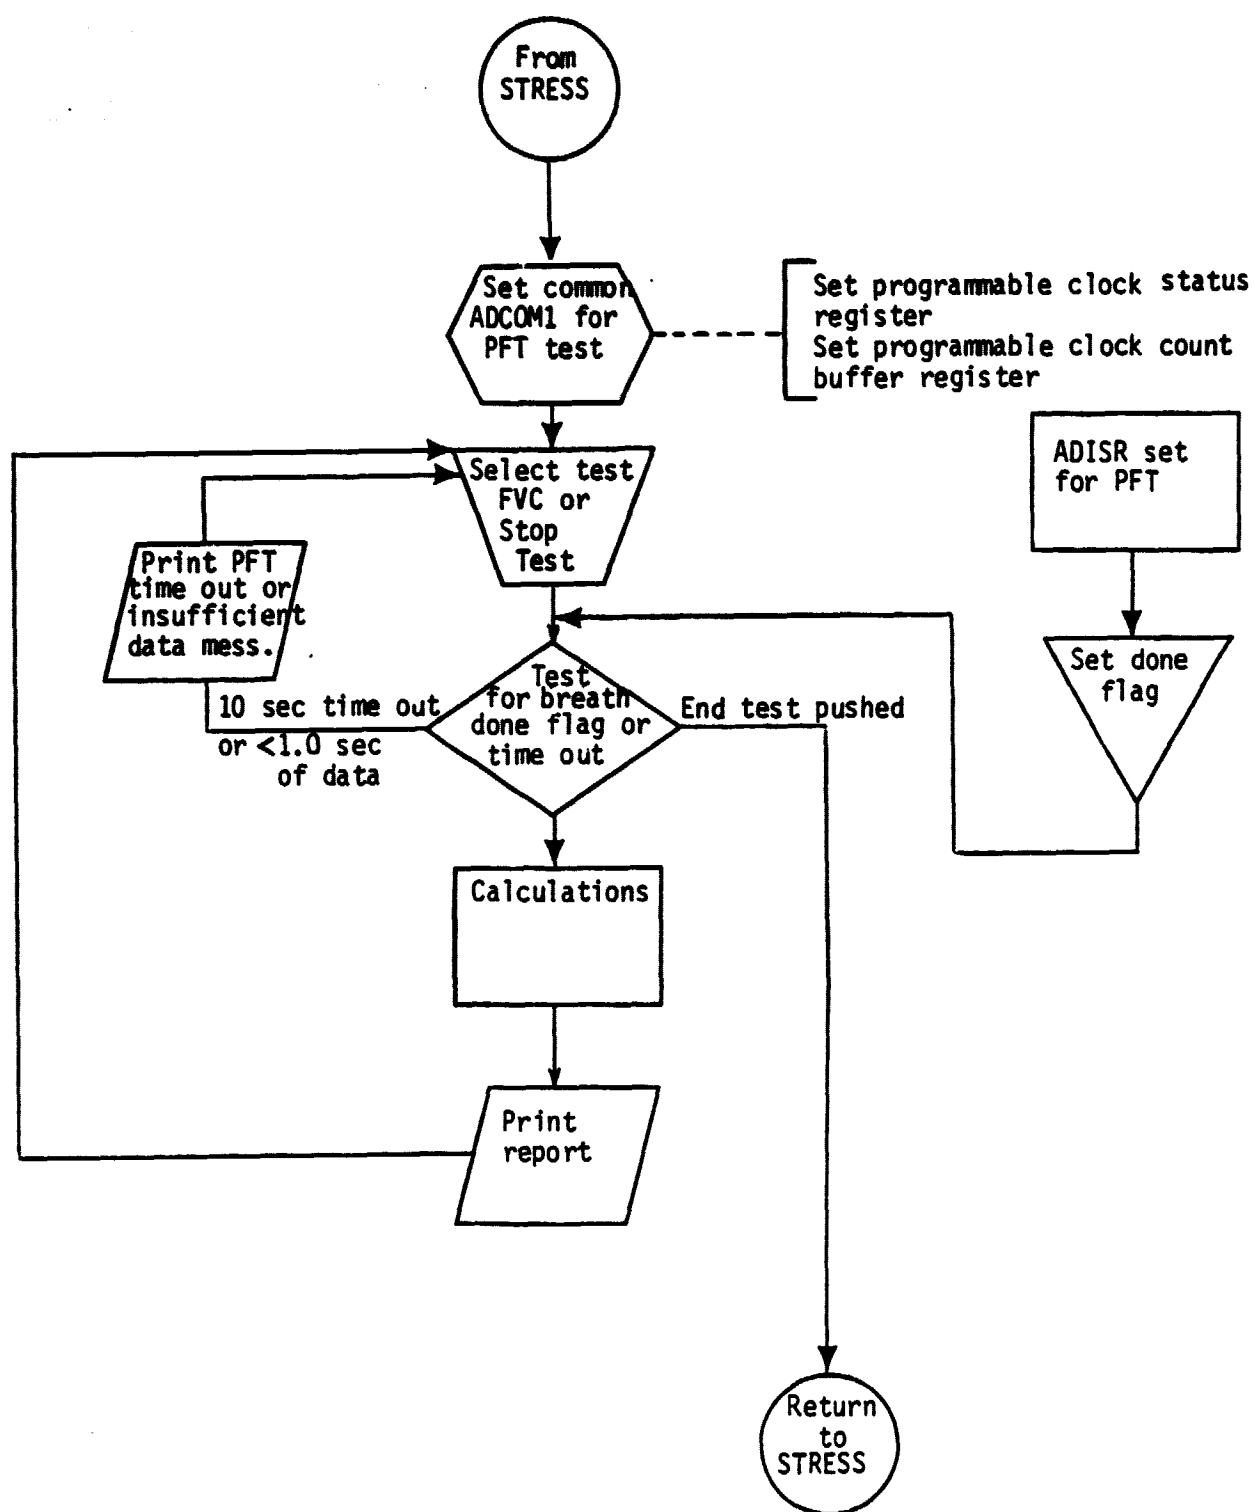 From
STRESS
Set common
ADCOM1 for
PFT test
Set programmable clock status
register
Set programmable clock count
buffer register
ADISR set
for PFT
Select test
FVC or
Stop
Test
Print PFT
time out or
insufficient
data mess.
Set done
flag
Test
for breath
done flag or
time out
10 sec time out
or <1.0 sec
of data
End test pushed
Calculations
Print
report
Return
to
STRESS